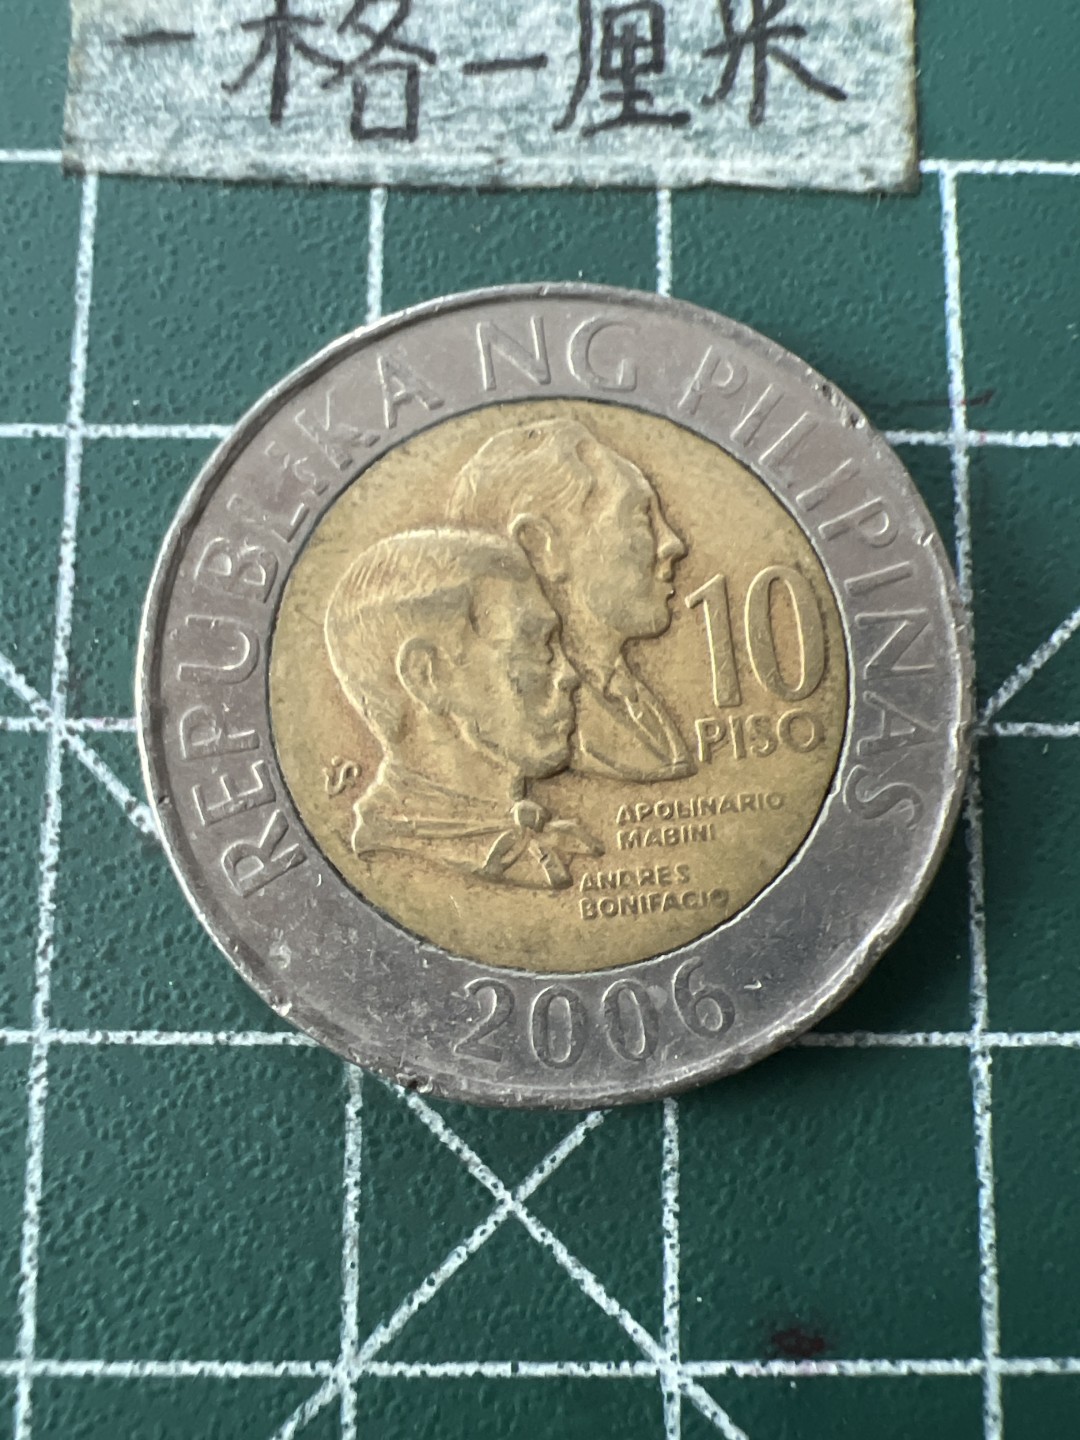 一格一厘米
REPUBLIKA NG PILIPINAS
10
PISO
APOLINARIO
MABINI
ANDRES
BONIFACIO
2006